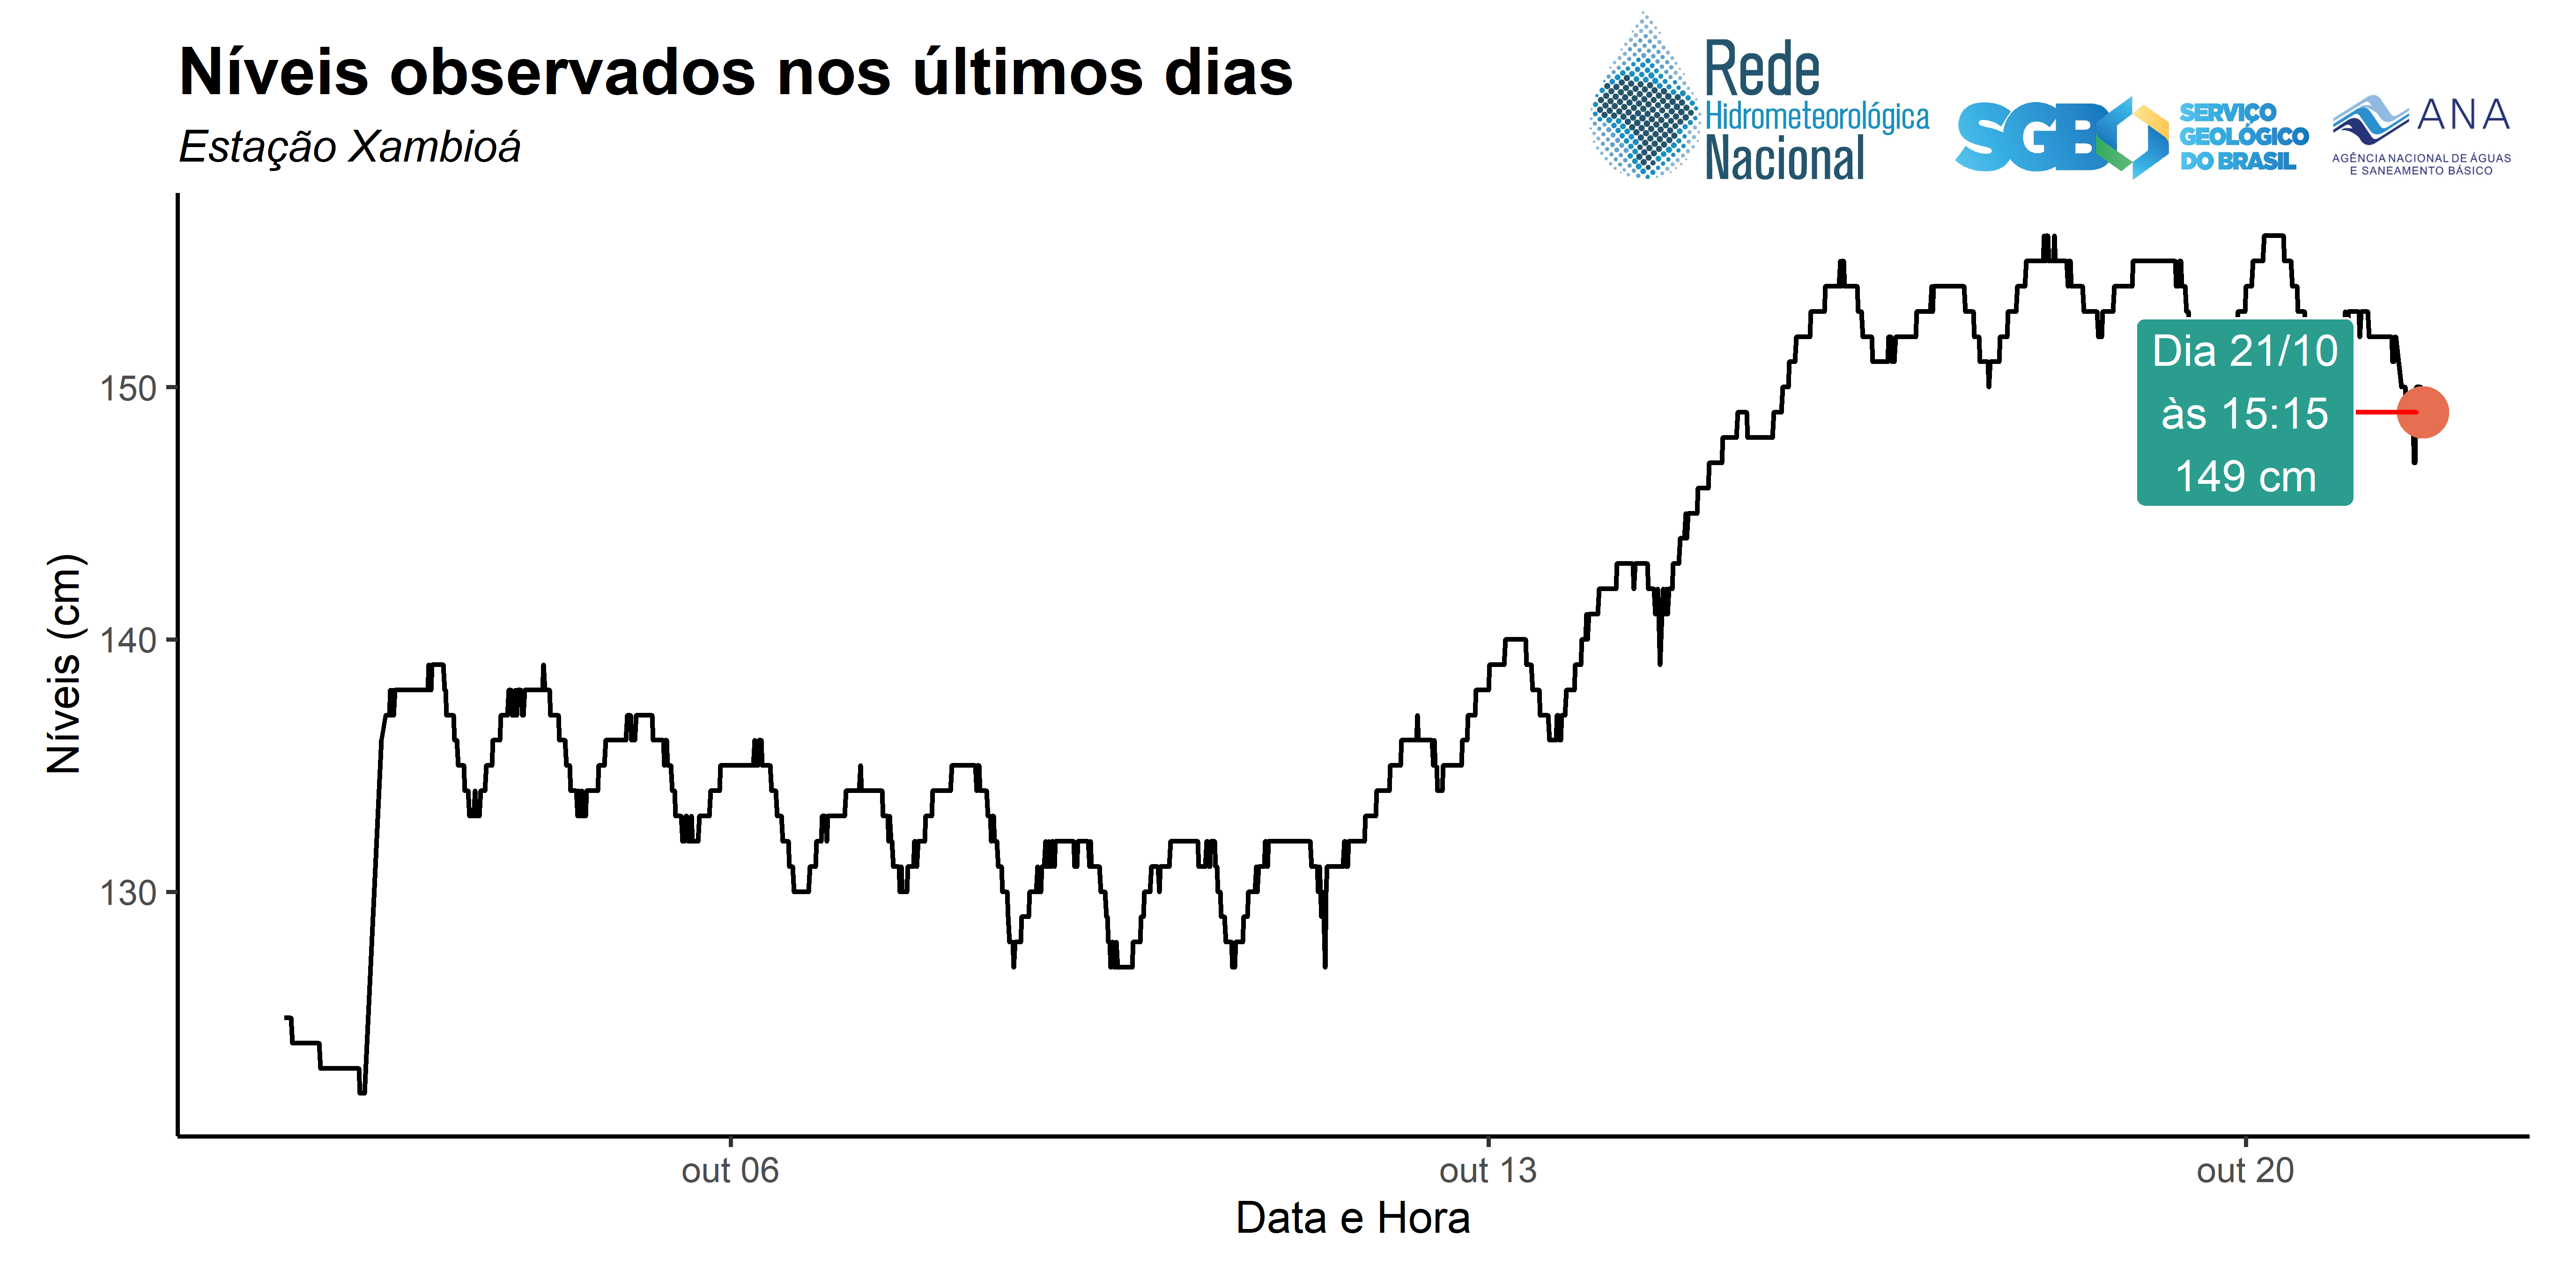 Níveis observados nos últimos dias
Estação Xambioá
Rede
Hidrometeorológica
Nacional
SGB
SERVIÇO
GEOLÓGICO
DO BRASIL
ANA
AGÊNCIA NACIONAL DE ÁGUAS
E SANEAMENTO BÁSICO
Níveis (cm)
150
140
130
Dia 21/10
às 15:15
149 cm
out 06
out 13
out 20
Data e Hora